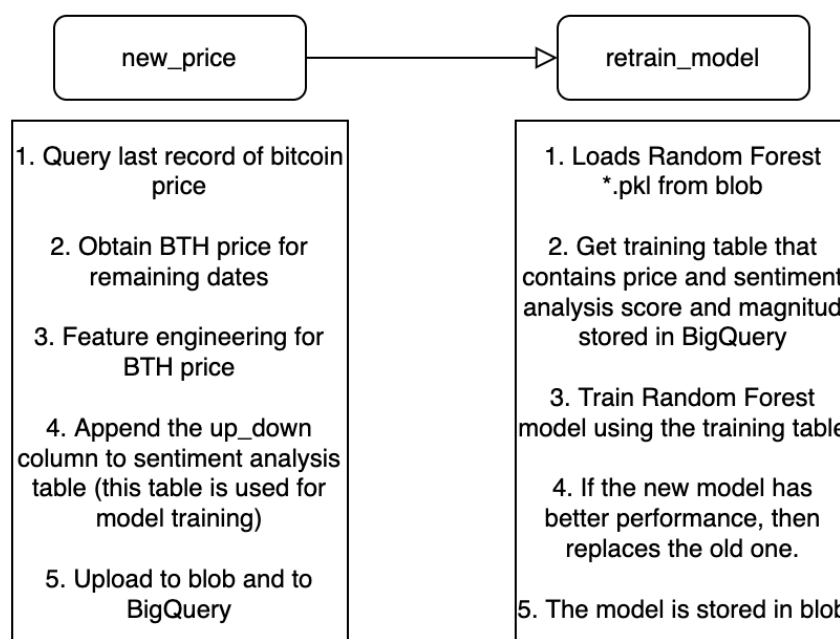 new_price
retrain_model
1. Query last record of bitcoin
price
2. Obtain BTH price for
remaining dates
3. Feature engineering for
BTH price
4. Append the up_down
column to sentiment analysis
table (this table is used for
model training)
5. Upload to blob and to
BigQuery
1. Loads Random Forest
*.pkl from blob
2. Get training table that
contains price and sentiment
analysis score and magnitud
stored in BigQuery
3. Train Random Forest
model using the training table
4. If the new model has
better performance, then
replaces the old one.
5. The model is stored in blob